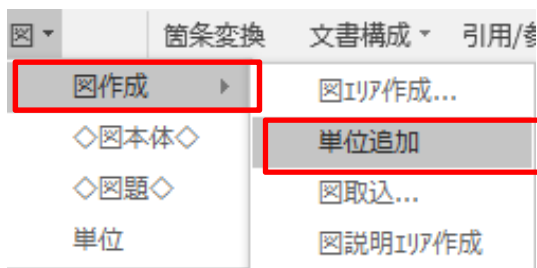 図 箇条変換 文書構成 引用/
図作成
◇図本体◇
◇図題◇
単位
図ｴﾘｱ作成...
単位追加
図取込...
図説明ｴﾘｱ作成